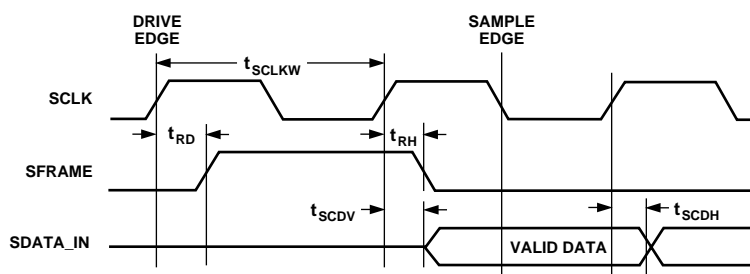 DRIVE
EDGE
SAMPLE
EDGE
tSCLKW
SCLK
tRD
tRH
SFRAME
tSCDV
tSCDH
SDATA_IN
VALID DATA